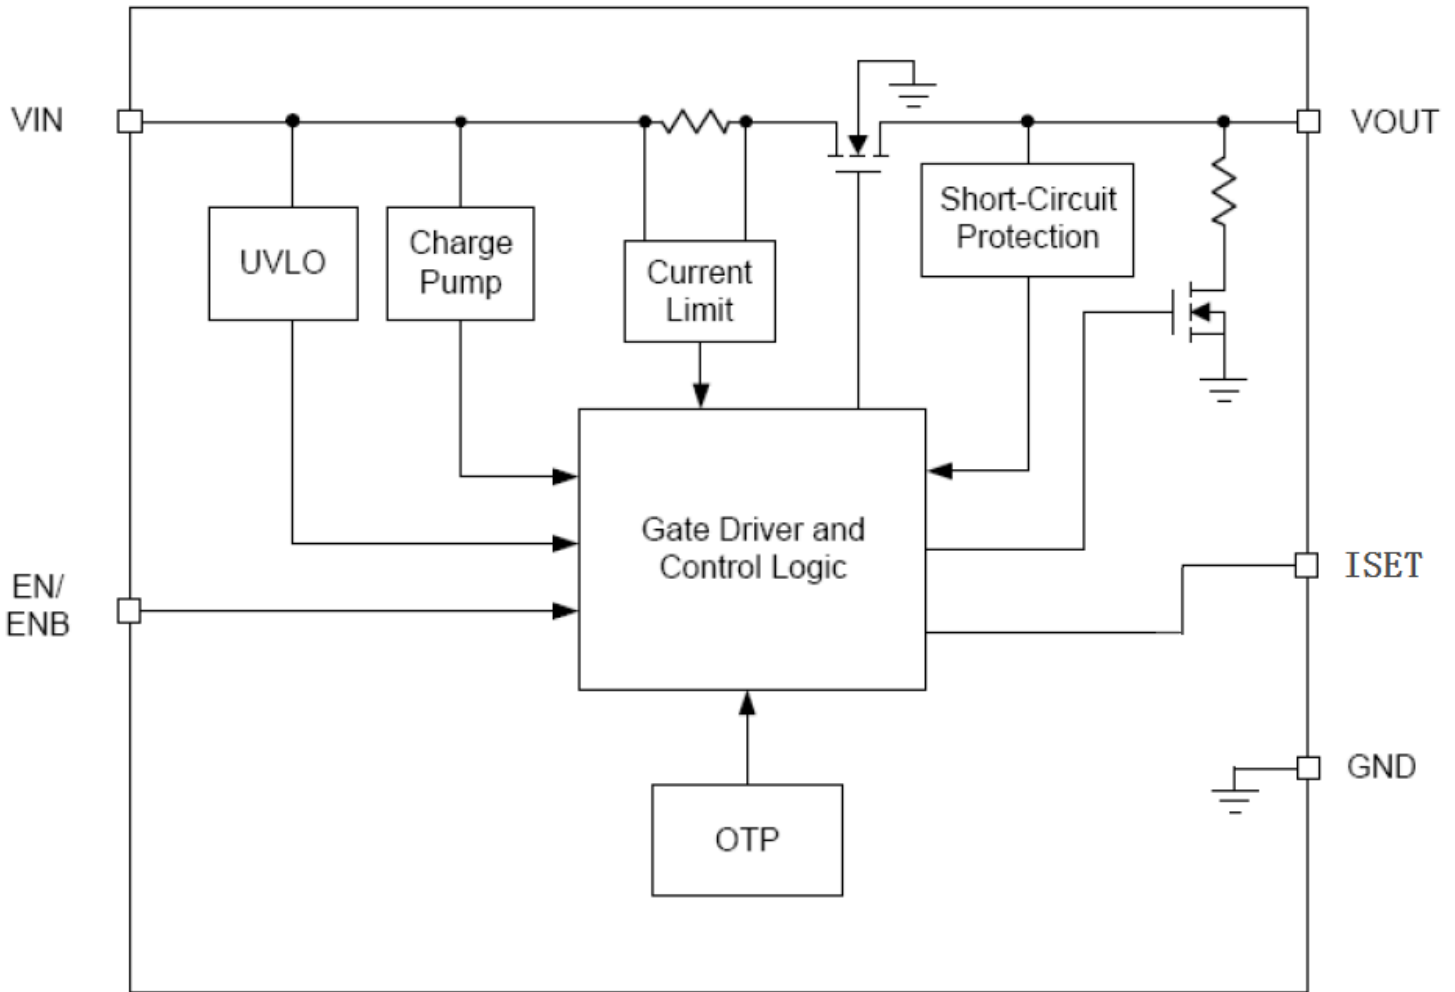 VIN
VOUT
UVLO
Charge
Pump
Current
Limit
Short-Circuit
Protection
Gate Driver and
Control Logic
EN/
ENB
ISET
GND
OTP